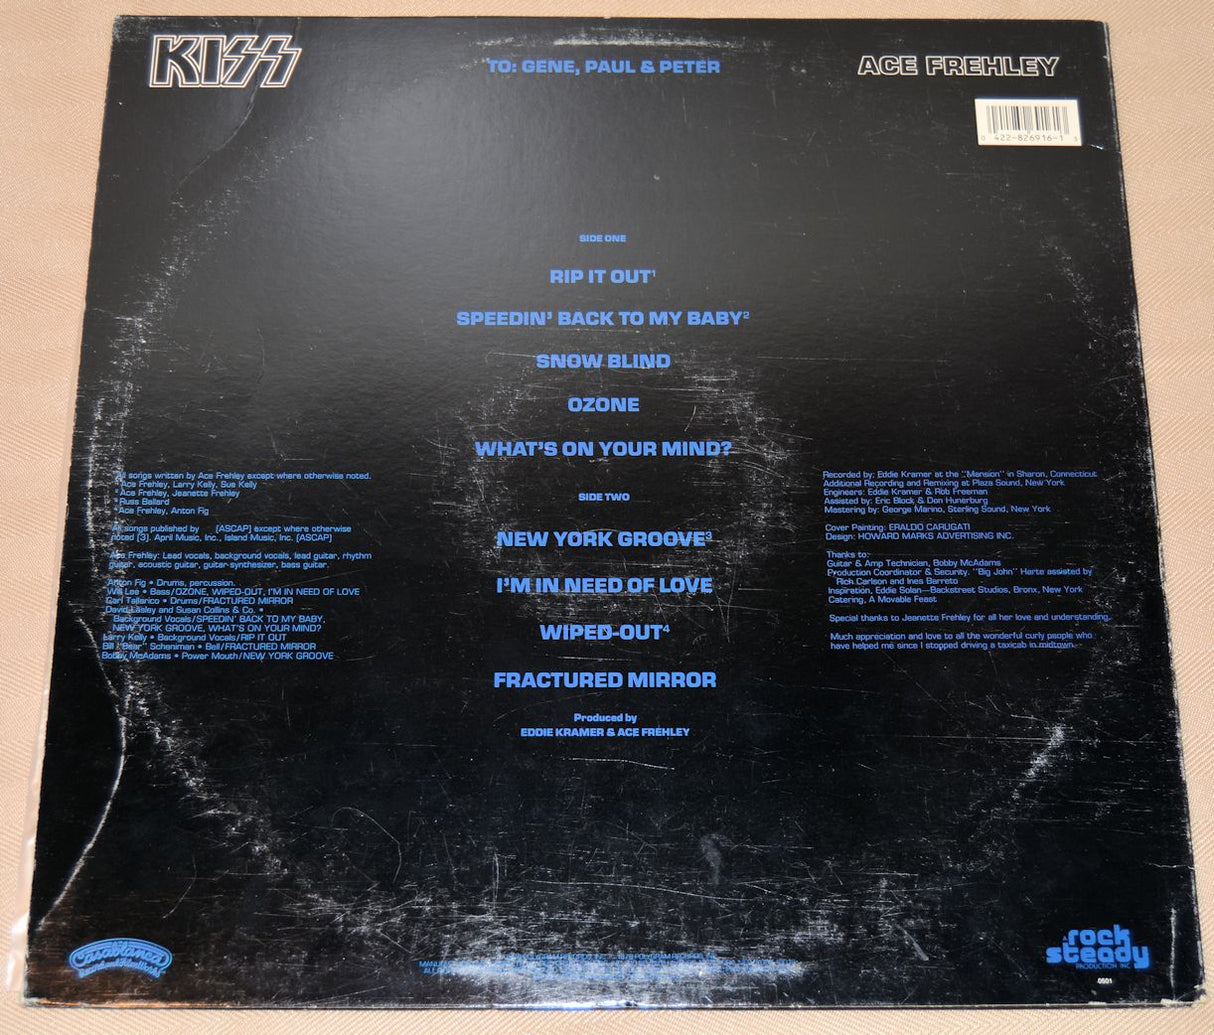 KISS
TO: GENE, PAUL & PETER
ACE FREHLEY
0 422-826916-1
SIDE ONE
RIP IT OUT¹
SPEEDIN' BACK TO MY BABY²
SNOW BLIND
OZONE
WHAT'S ON YOUR MIND?
SIDE TWO
NEW YORK GROOVE³
I'M IN NEED OF LOVE
WIPED-OUT⁴
FRACTURED MIRROR
Produced by
EDDIE KRAMER & ACE FREHLEY
All songs written by Ace Frehley except where otherwise noted.
Ace Frehley, Larry Kelly, Sue Kelly
Ace Frehley, Jeanette Frehley
Russ Ballard
Ace Frehley, Anton Fig
All songs published by (ASCAP) except where otherwise
noted (3). April Music, Inc., Island Music, Inc. (ASCAP)
Ace Frehley: Lead vocals, background vocals, lead guitar, rhythm
guitar, acoustic guitar, guitar-synthesizer, bass guitar.
Anton Fig • Drums, percussion.
Will Lee • Bass/OZONE, WIPED-OUT, I'M IN NEED OF LOVE
Carl Tallarico • Drums/FRACTURED MIRROR
David Lasley and Susan Collins & Co. •
Background Vocals/SPEEDIN' BACK TO MY BABY,
NEW YORK GROOVE, WHAT'S ON YOUR MIND?
Larry Kelly • Background Vocals/RIP IT OUT
Bill "Bear" Scheniman • Bell/FRACTURED MIRROR
Bobby McAdams • Power Mouth/NEW YORK GROOVE
Recorded by: Eddie Kramer at the "Mansion" in Sharon, Connecticut
Additional Recording and Remixing at Plaza Sound, New York
Engineers: Eddie Kramer & Rob Freeman
Assisted by: Eric Block & Don Hunerburg
Mastering by: George Marino, Sterling Sound, New York
Cover Painting: ERALDO CARUGATI
Design: HOWARD MARKS ADVERTISING INC.
Thanks to:
Guitar & Amp Technician, Bobby McAdams
Production Coordinator & Security, "Big John" Harte assisted by
Rick Carlson and Ines Barreto
Inspiration, Eddie Solan—Backstreet Studios, Bronx, New York
Catering, A Movable Feast
Special thanks to Jeanette Frehley for all her love and understanding.
Much appreciation and love to all the wonderful curly people who
have helped me since I stopped driving a taxicab in midtown.
Casablanca
Record and FilmWorks
rock
steady
PRODUCTION INC
0501